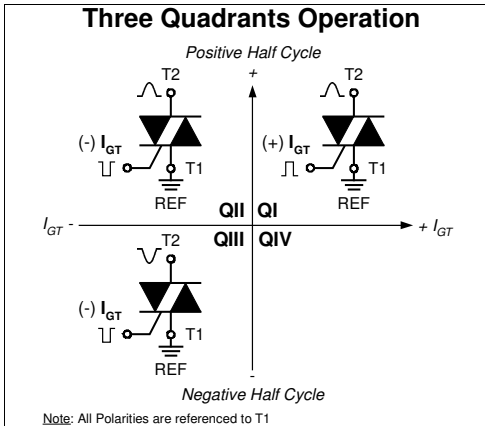 Three Quadrants Operation
Positive Half Cycle
+
T2
T2
(-) IGT
(+) IGT
T1
T1
REF
REF
QII QI
IGT -
+ IGT
QIII QIV
T2
(-) IGT
T1
REF
-
Negative Half Cycle
Note: All Polarities are referenced to T1